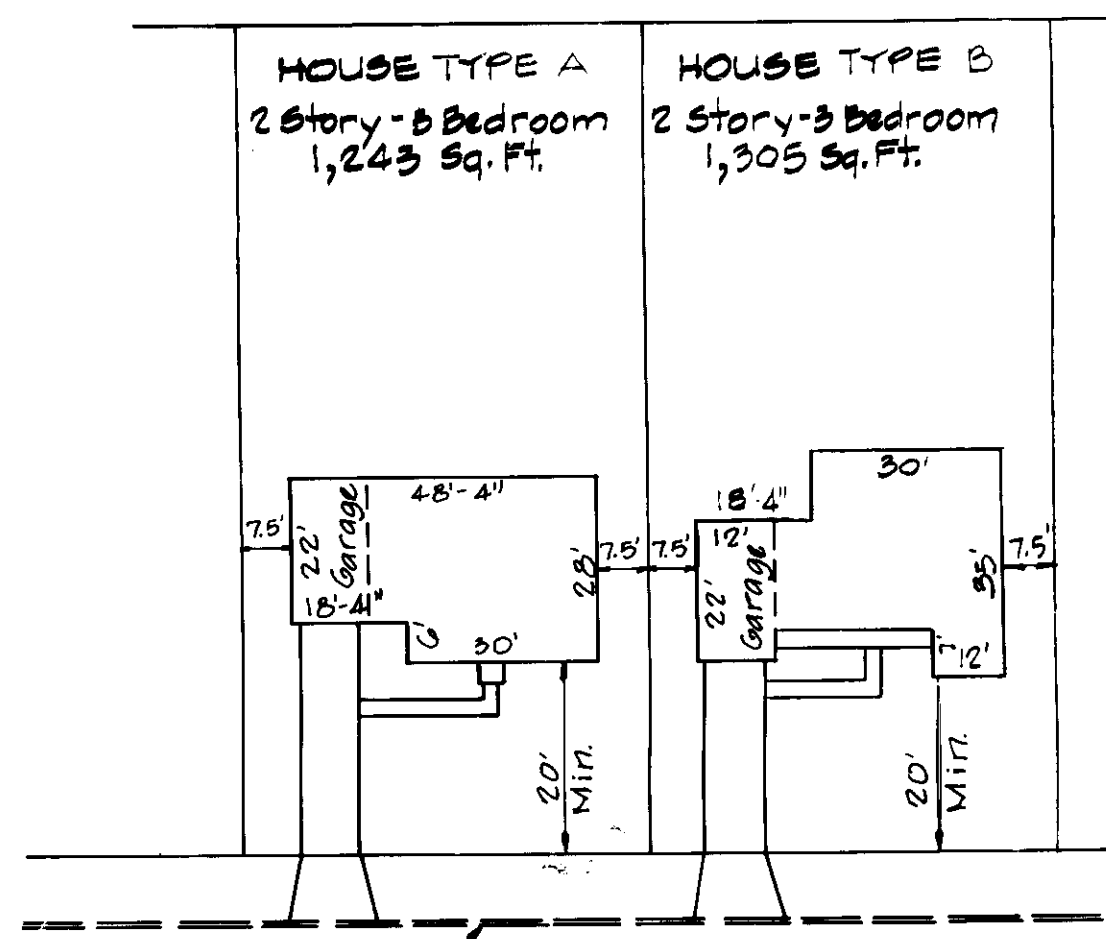 HOUSE TYPE A
2 Story - 3 Bedroom
1,243 Sq. Ft.
HOUSE TYPE B
2 Story - 3 Bedroom
1,305 Sq. Ft.
48'-4"
7.5'
22'
Garage
18'-4"
6'
30'
28'
7.5'
20'
Min.
30'
18'-4"
7.5'
12'
22'
Garage
35'
7.5'
7'
12'
20'
Min.